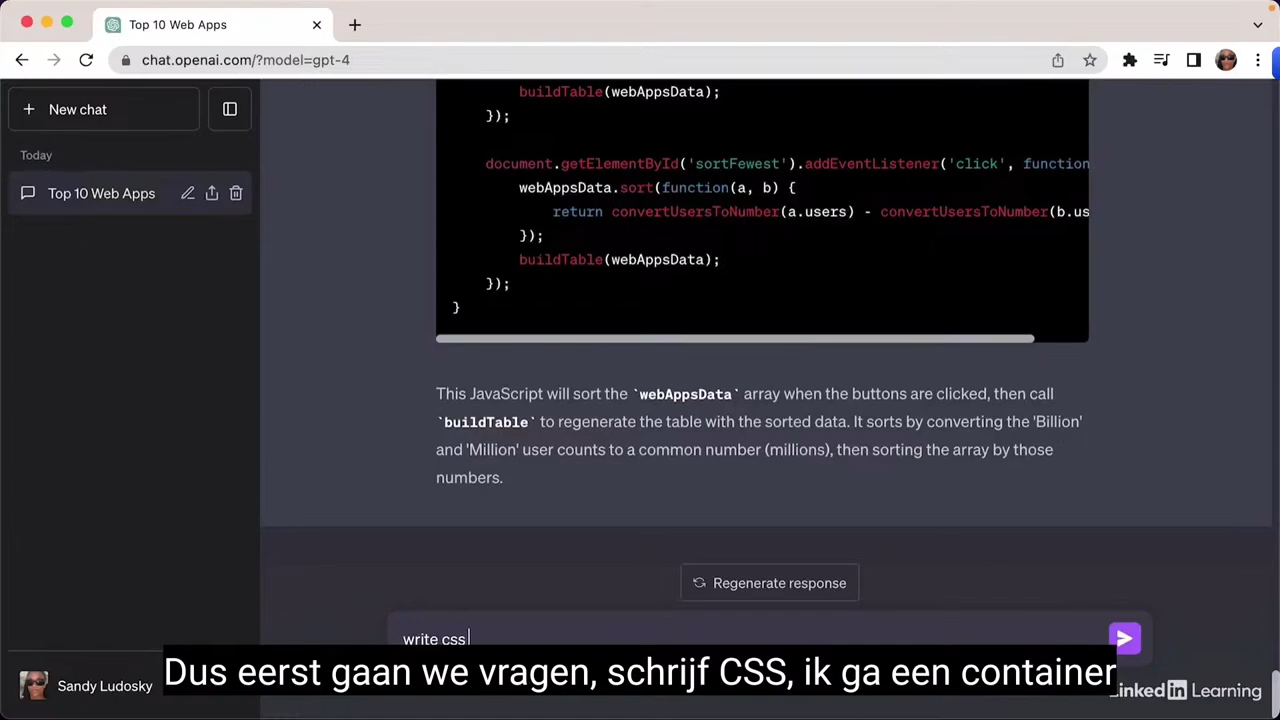 Top 10 Web Apps
chat.openai.com/?model=gpt-4
New chat
Today
Top 10 Web Apps
buildTable(webAppsData);
});
document.getElementById('sortFewest').addEventListener('click', function
webAppsData.sort(function(a, b) {
return convertUsersToNumber(a.users) - convertUsersToNumber(b.us
});
buildTable(webAppsData);
});
}
This JavaScript will sort the `webAppsData` array when the buttons are clicked, then call
`buildTable` to regenerate the table with the sorted data. It sorts by converting the 'Billion'
and 'Million' user counts to a common number (millions), then sorting the array by those
numbers.
Regenerate response
write css
Dus eerst gaan we vragen, schrijf CSS, ik ga een container
Sandy Ludosky
LinkedIn Learning